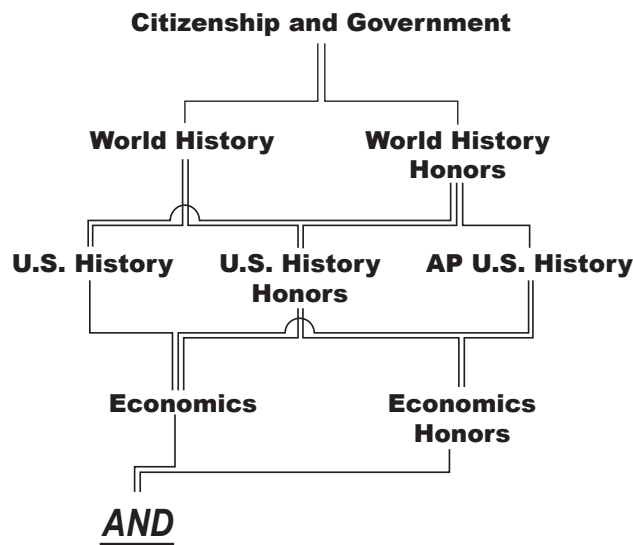 Citizenship and Government
World History
World History
Honors
U.S. History
U.S. History
Honors
AP U.S. History
Economics
Economics
Honors
AND